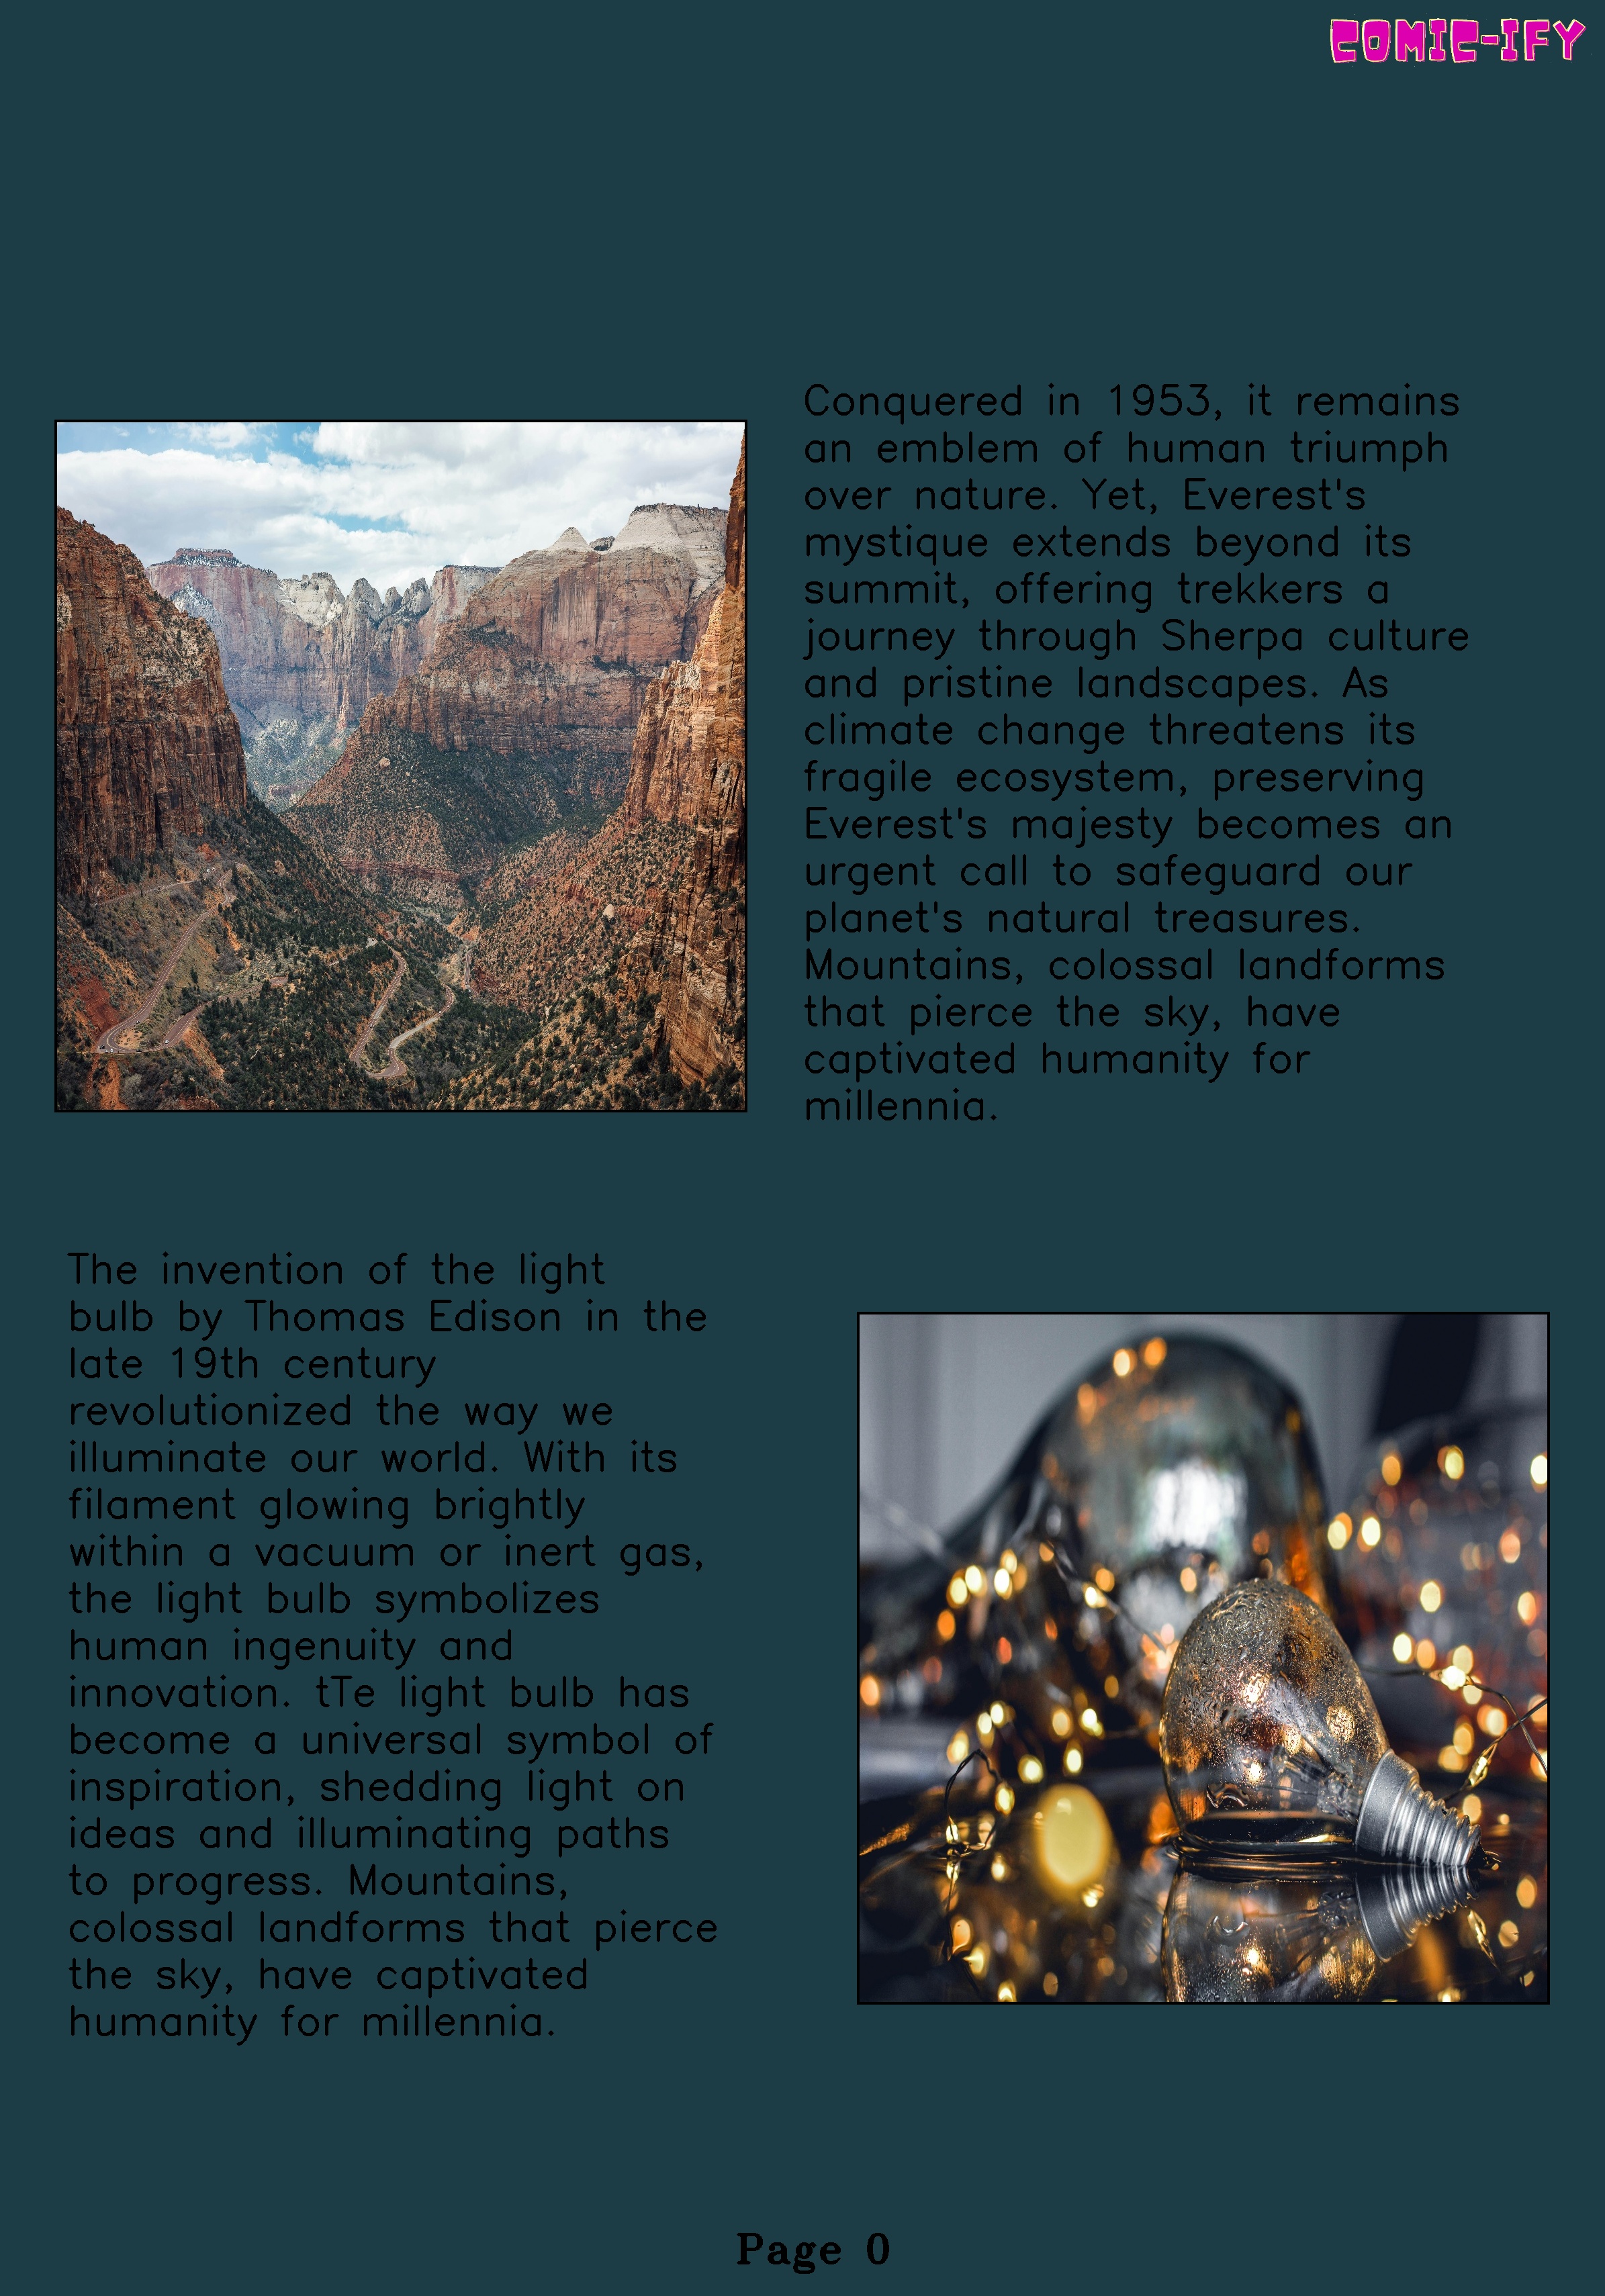 COMIC-IFY
Conquered in 1953, it remains
an emblem of human triumph
over nature. Yet, Everest's
mystique extends beyond its
summit, offering trekkers a
journey through Sherpa culture
and pristine landscapes. As
climate change threatens its
fragile ecosystem, preserving
Everest's majesty becomes an
urgent call to safeguard our
planet's natural treasures.
Mountains, colossal landforms
that pierce the sky, have
captivated humanity for
millennia.
The invention of the light
bulb by Thomas Edison in the
late 19th century
revolutionized the way we
illuminate our world. With its
filament glowing brightly
within a vacuum or inert gas,
the light bulb symbolizes
human ingenuity and
innovation. tTe light bulb has
become a universal symbol of
inspiration, shedding light on
ideas and illuminating paths
to progress. Mountains,
colossal landforms that pierce
the sky, have captivated
humanity for millennia.
Page 0